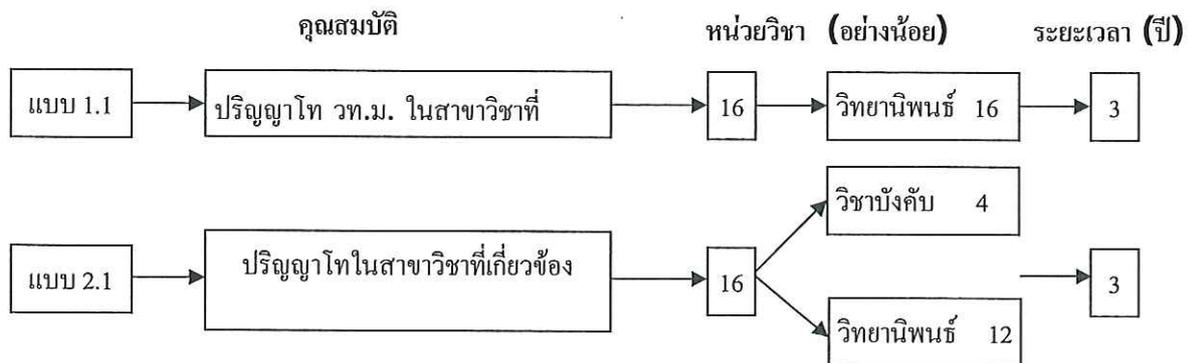 คุณสมบัติ หน่วยวิชา (อย่างน้อย) ระยะเวลา (ปี)
แบบ 1.1 ปริญญาโท วท.ม. ในสาขาวิชาที่ 16 วิทยานิพนธ์ 16 3
วิชาบังคับ 4
แบบ 2.1 ปริญญาโทในสาขาวิชาที่เกี่ยวข้อง 16 3
วิทยานิพนธ์ 12